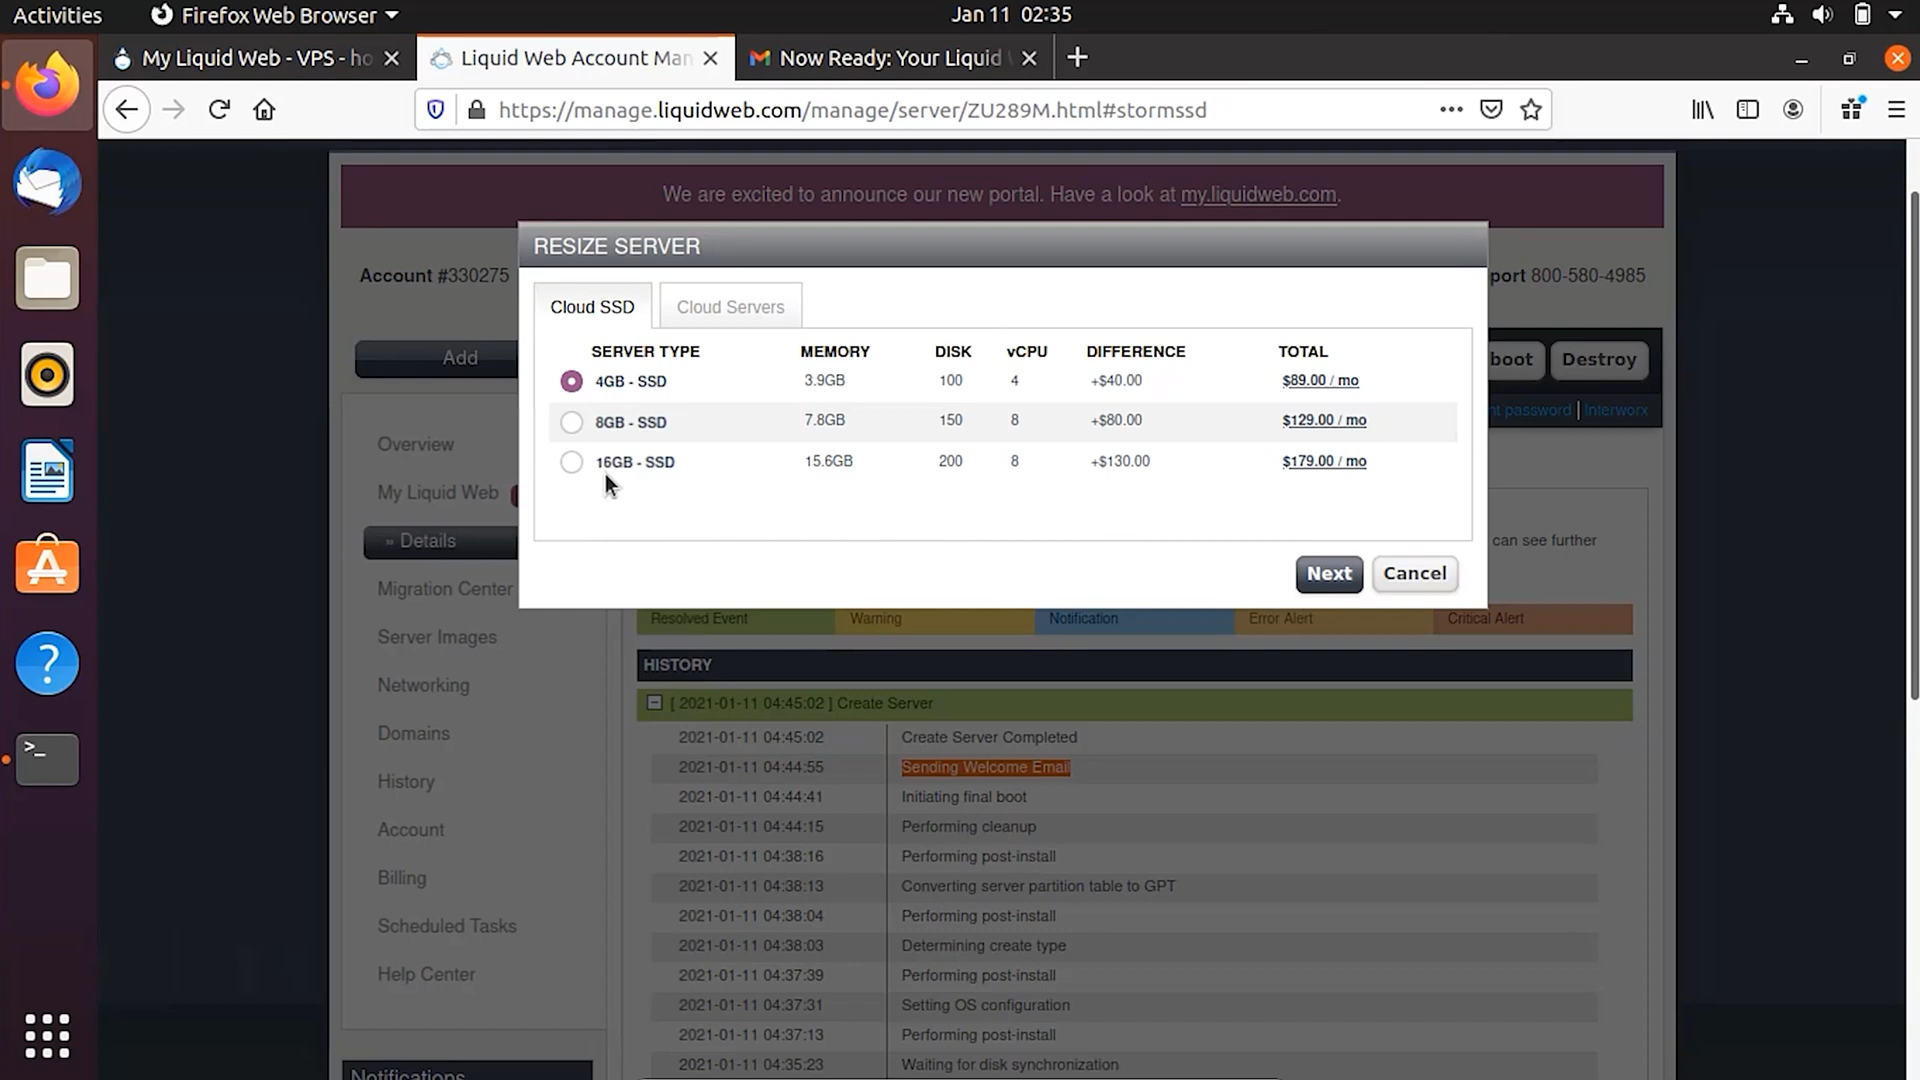 Activities
Firefox Web Browser
Jan 11 02:35
My Liquid Web - VPS - ho
Liquid Web Account Man
Now Ready: Your Liquid
https://manage.liquidweb.com/manage/server/ZU289M.html#stormssd
We are excited to announce our new portal. Have a look at my.liquidweb.com.
Account #330275
port 800-580-4985
RESIZE SERVER
Cloud SSD
Cloud Servers
SERVER TYPE MEMORY DISK vCPU DIFFERENCE TOTAL
4GB - SSD 3.9GB 100 4 +$40.00 $89.00 / mo
8GB - SSD 7.8GB 150 8 +$80.00 $129.00 / mo
16GB - SSD 15.6GB 200 8 +$130.00 $179.00 / mo
Next
Cancel
Add
boot
Destroy
nt password | Interworx
can see further
Overview
My Liquid Web
» Details
Migration Center
Server Images
Networking
Domains
History
Account
Billing
Scheduled Tasks
Help Center
Notifications
Resolved Event
Warning
Notification
Error Alert
Critical Alert
HISTORY
[ 2021-01-11 04:45:02 ] Create Server
2021-01-11 04:45:02 Create Server Completed
2021-01-11 04:44:55 Sending Welcome Email
2021-01-11 04:44:41 Initiating final boot
2021-01-11 04:44:15 Performing cleanup
2021-01-11 04:38:16 Performing post-install
2021-01-11 04:38:13 Converting server partition table to GPT
2021-01-11 04:38:04 Performing post-install
2021-01-11 04:38:03 Determining create type
2021-01-11 04:37:39 Performing post-install
2021-01-11 04:37:31 Setting OS configuration
2021-01-11 04:37:13 Performing post-install
2021-01-11 04:35:23 Waiting for disk synchronization